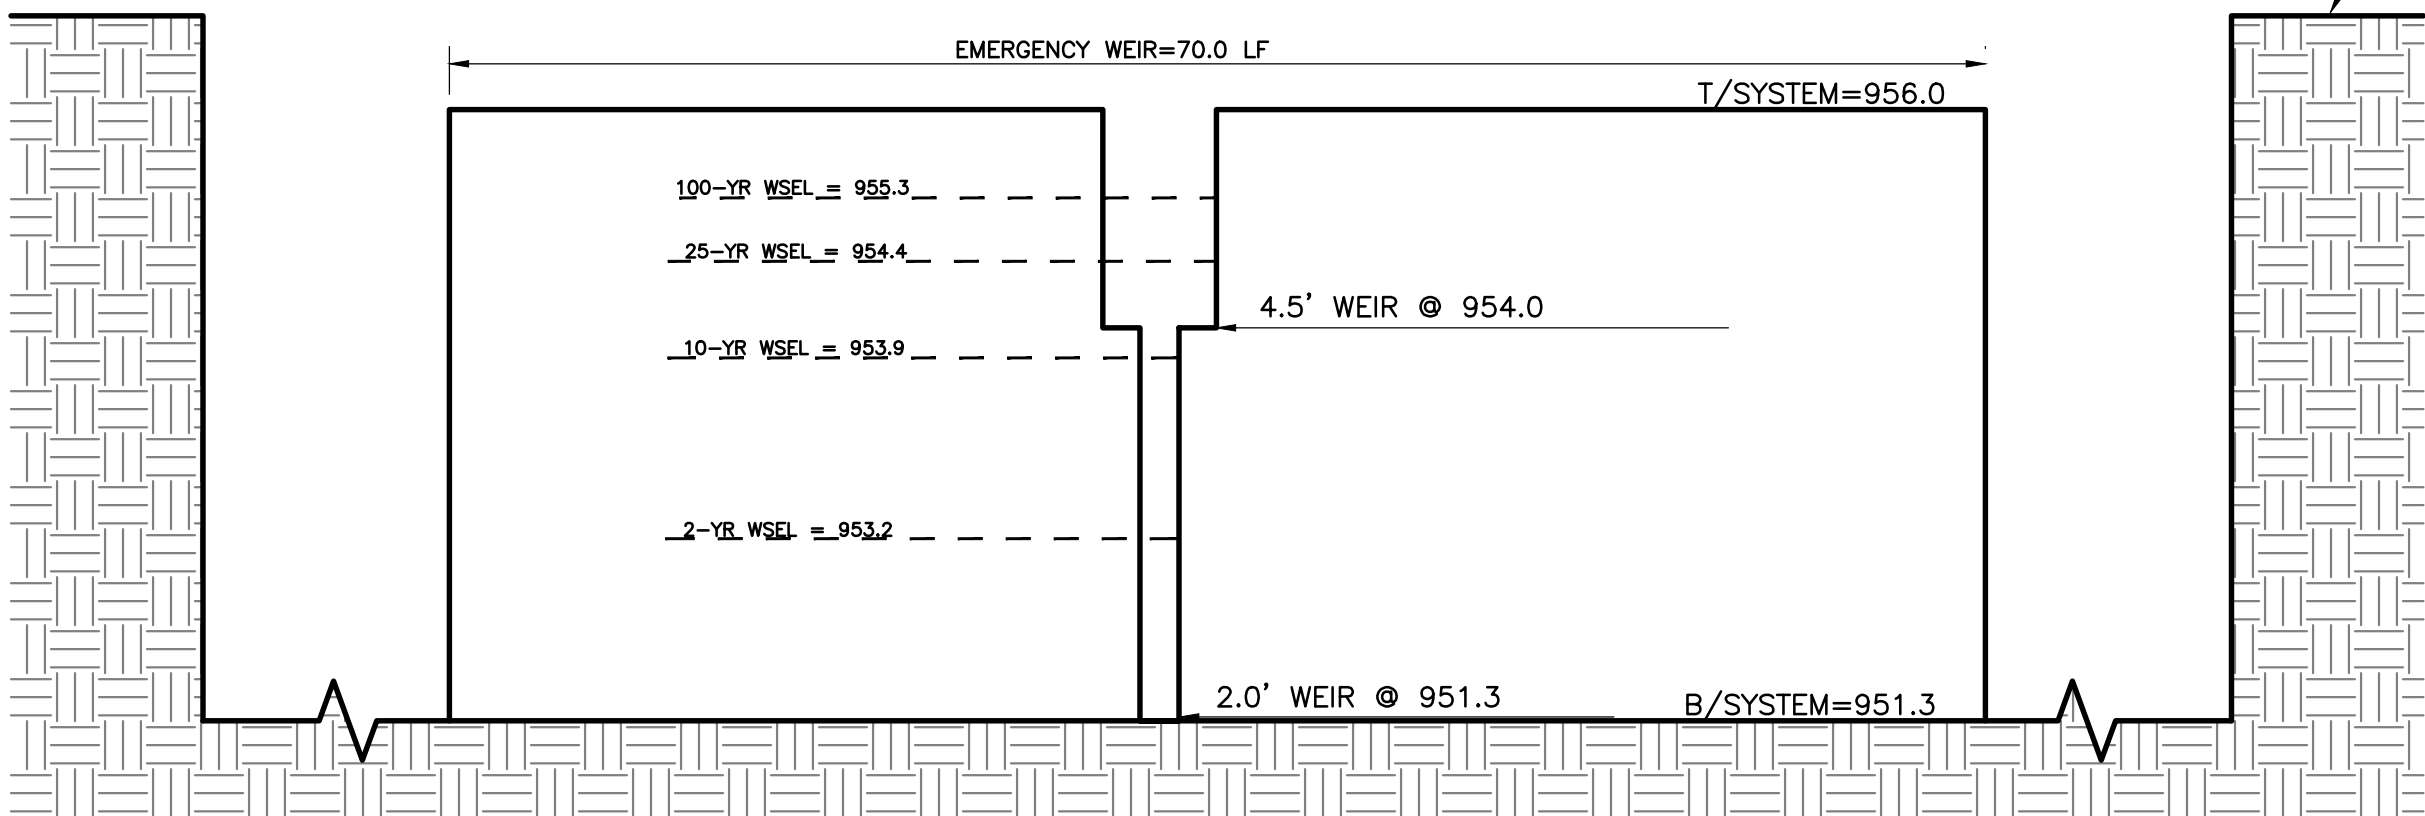 EMERGENCY WEIR=70.0 LF
T/SYSTEM=956.0
100-YR WSEL = 955.3
25-YR WSEL = 954.4
4.5' WEIR @ 954.0
10-YR WSEL = 953.9
2-YR WSEL = 953.2
2.0' WEIR @ 951.3
B/SYSTEM=951.3